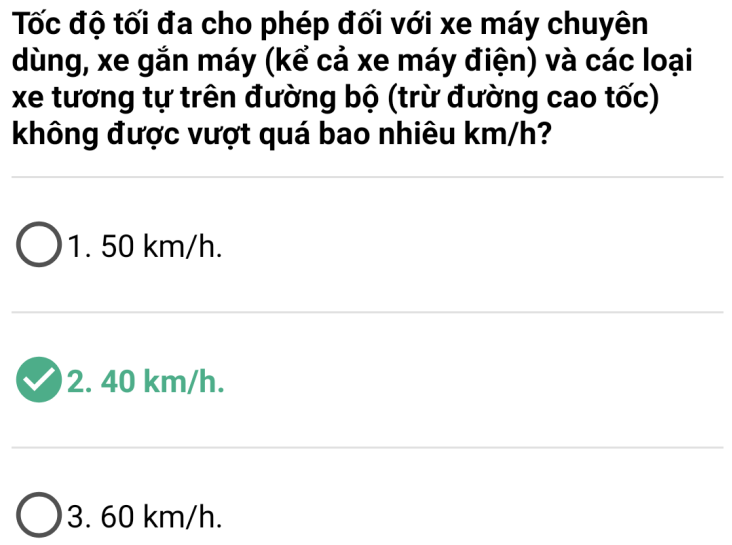 Tốc độ tối đa cho phép đối với xe máy chuyên
dùng, xe gắn máy (kể cả xe máy điện) và các loại
xe tương tự trên đường bộ (trừ đường cao tốc)
không được vượt quá bao nhiêu km/h?
1. 50 km/h.
2. 40 km/h.
3. 60 km/h.